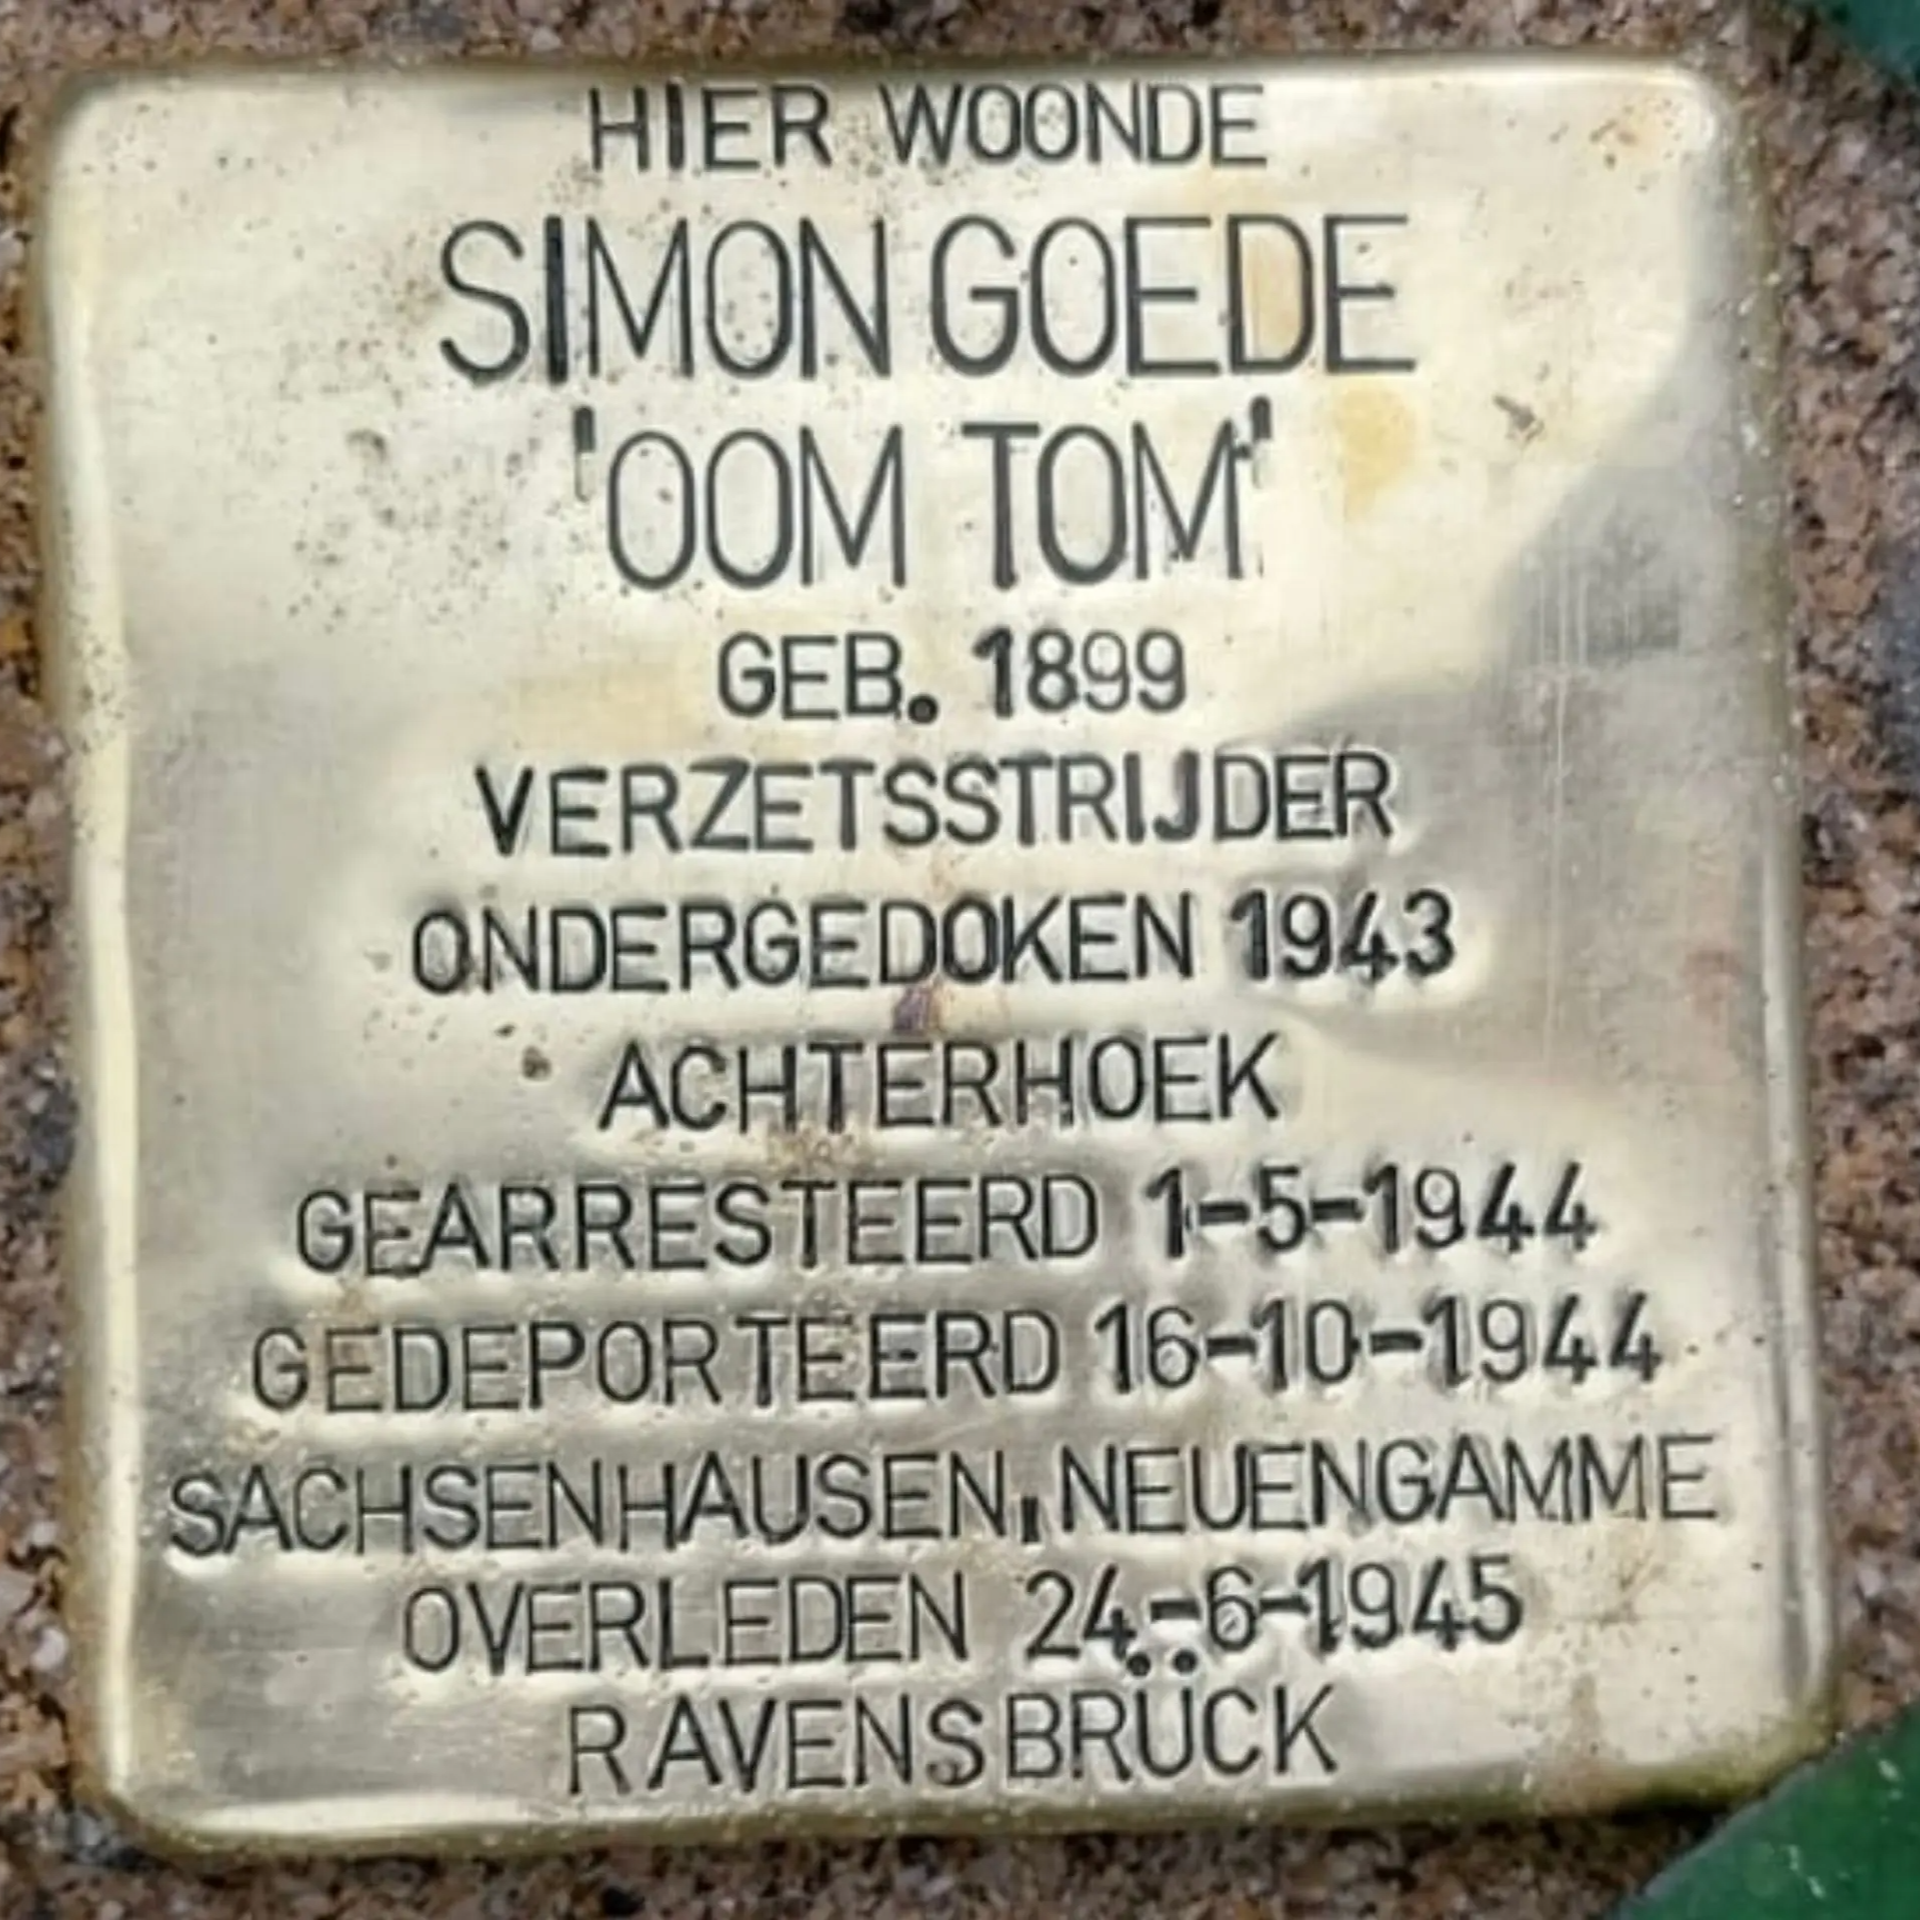 HIER WOONDE
SIMON GOEDE
'OOM TOM'
GEB. 1899
VERZETSSTRIJDER
ONDERGEDOKEN 1943
ACHTERHOEK
GEARRESTEERD 1-5-1944
GEDEPORTEERD 16-10-1944
SACHSENHAUSEN, NEUENGAMME
OVERLEDEN 24-6-1945
RAVENSBRÜCK